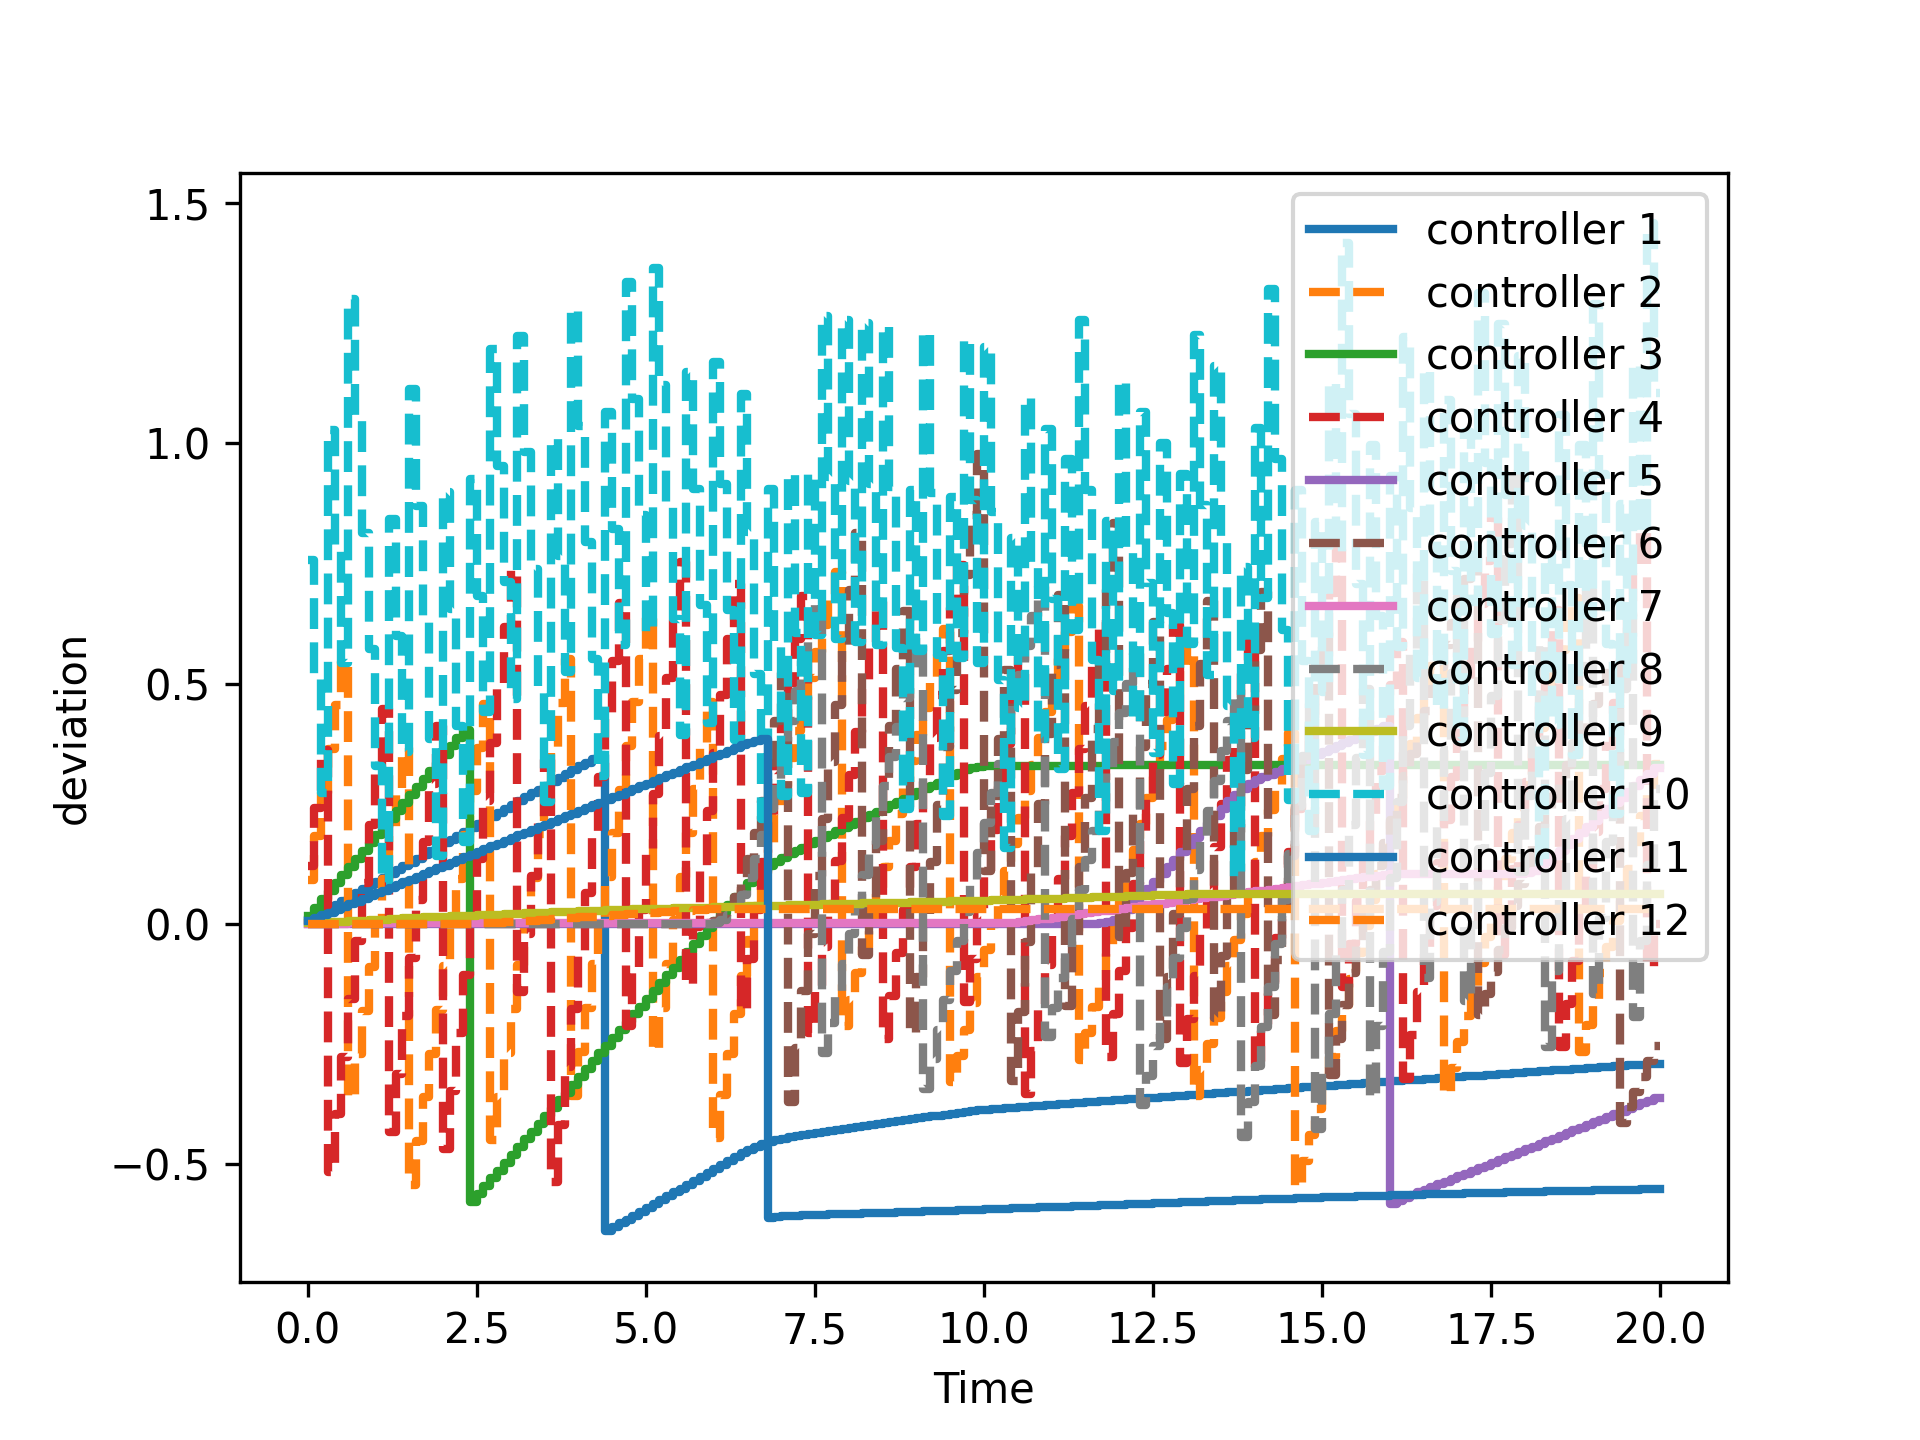 deviation
1.5
1.0
0.5
0.0
−0.5
0.0 2.5 5.0 7.5 10.0 12.5 15.0 17.5 20.0
Time
controller 1
controller 2
controller 3
controller 4
controller 5
controller 6
controller 7
controller 8
controller 9
controller 10
controller 11
controller 12